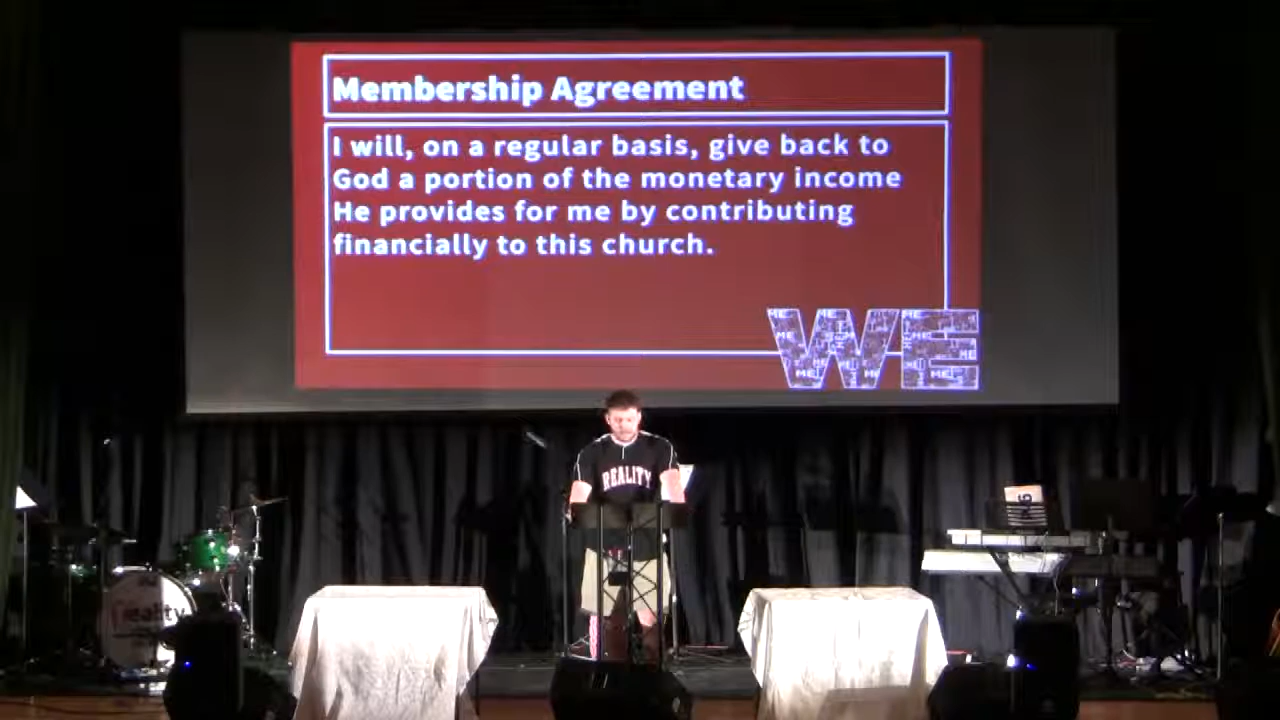 Membership Agreement
I will, on a regular basis, give back to
God a portion of the monetary income
He provides for me by contributing
financially to this church.
WE
REALITY
reality